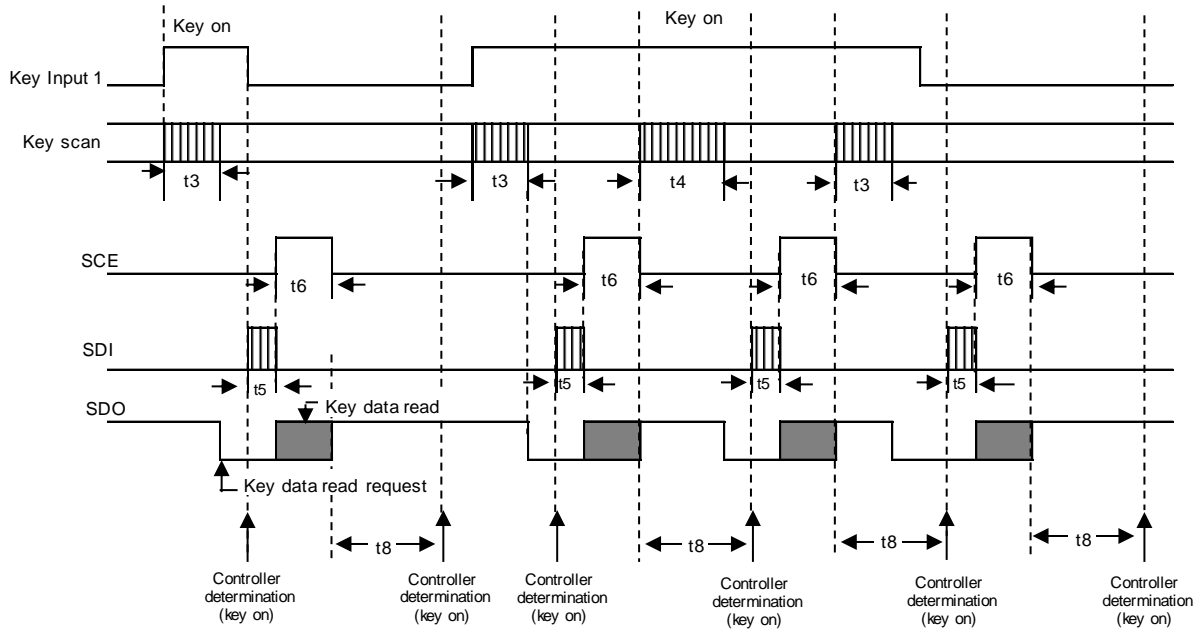 Key on
Key on
Key Input 1
Key scan
t3
t3
t4
t3
SCE
t6
t6
t6
t6
SDI
t5
t5
t5
t5
SDO
Key data read
Key data read request
t8
t8
t8
t8
Controller
determination
(key on)
Controller
determination
(key on)
Controller
determination
(key on)
Controller
determination
(key on)
Controller
determination
(key on)
Controller
determination
(key on)